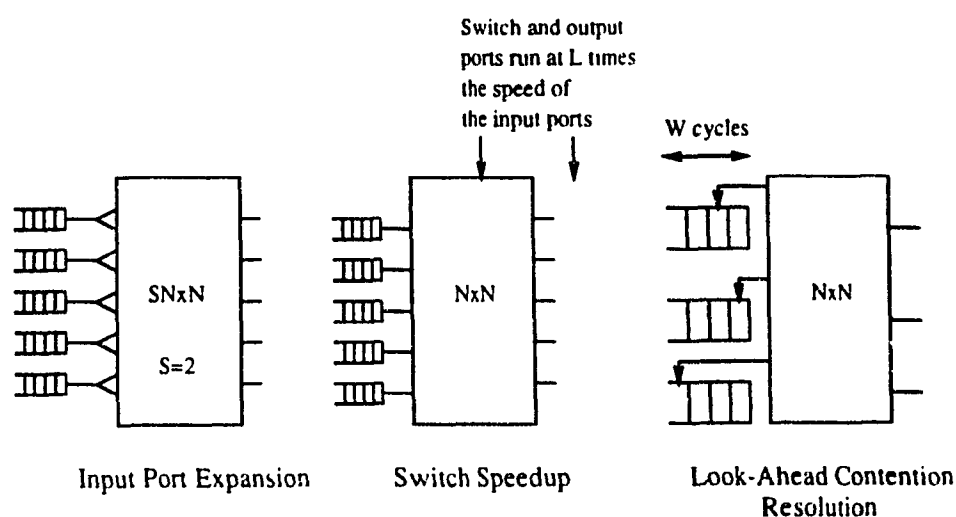 Switch and output
ports run at L times
the speed of
the input ports
W cycles
SNxN
S=2
NxN
NxN
Input Port Expansion
Switch Speedup
Look-Ahead Contention
Resolution